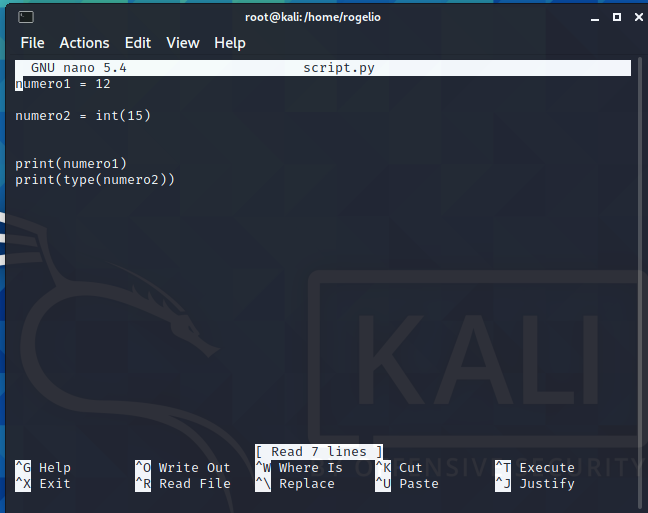 root@kali:/home/rogelio
File Actions Edit View Help
GNU nano 5.4 script.py
numero1 = 12
numero2 = int(15)
print(numero1)
print(type(numero2))
KALI
OFFENSIVE SECURITY
[ Read 7 lines ]
^G Help ^O Write Out ^W Where Is ^K Cut ^T Execute
^X Exit ^R Read File ^\ Replace ^U Paste ^J Justify